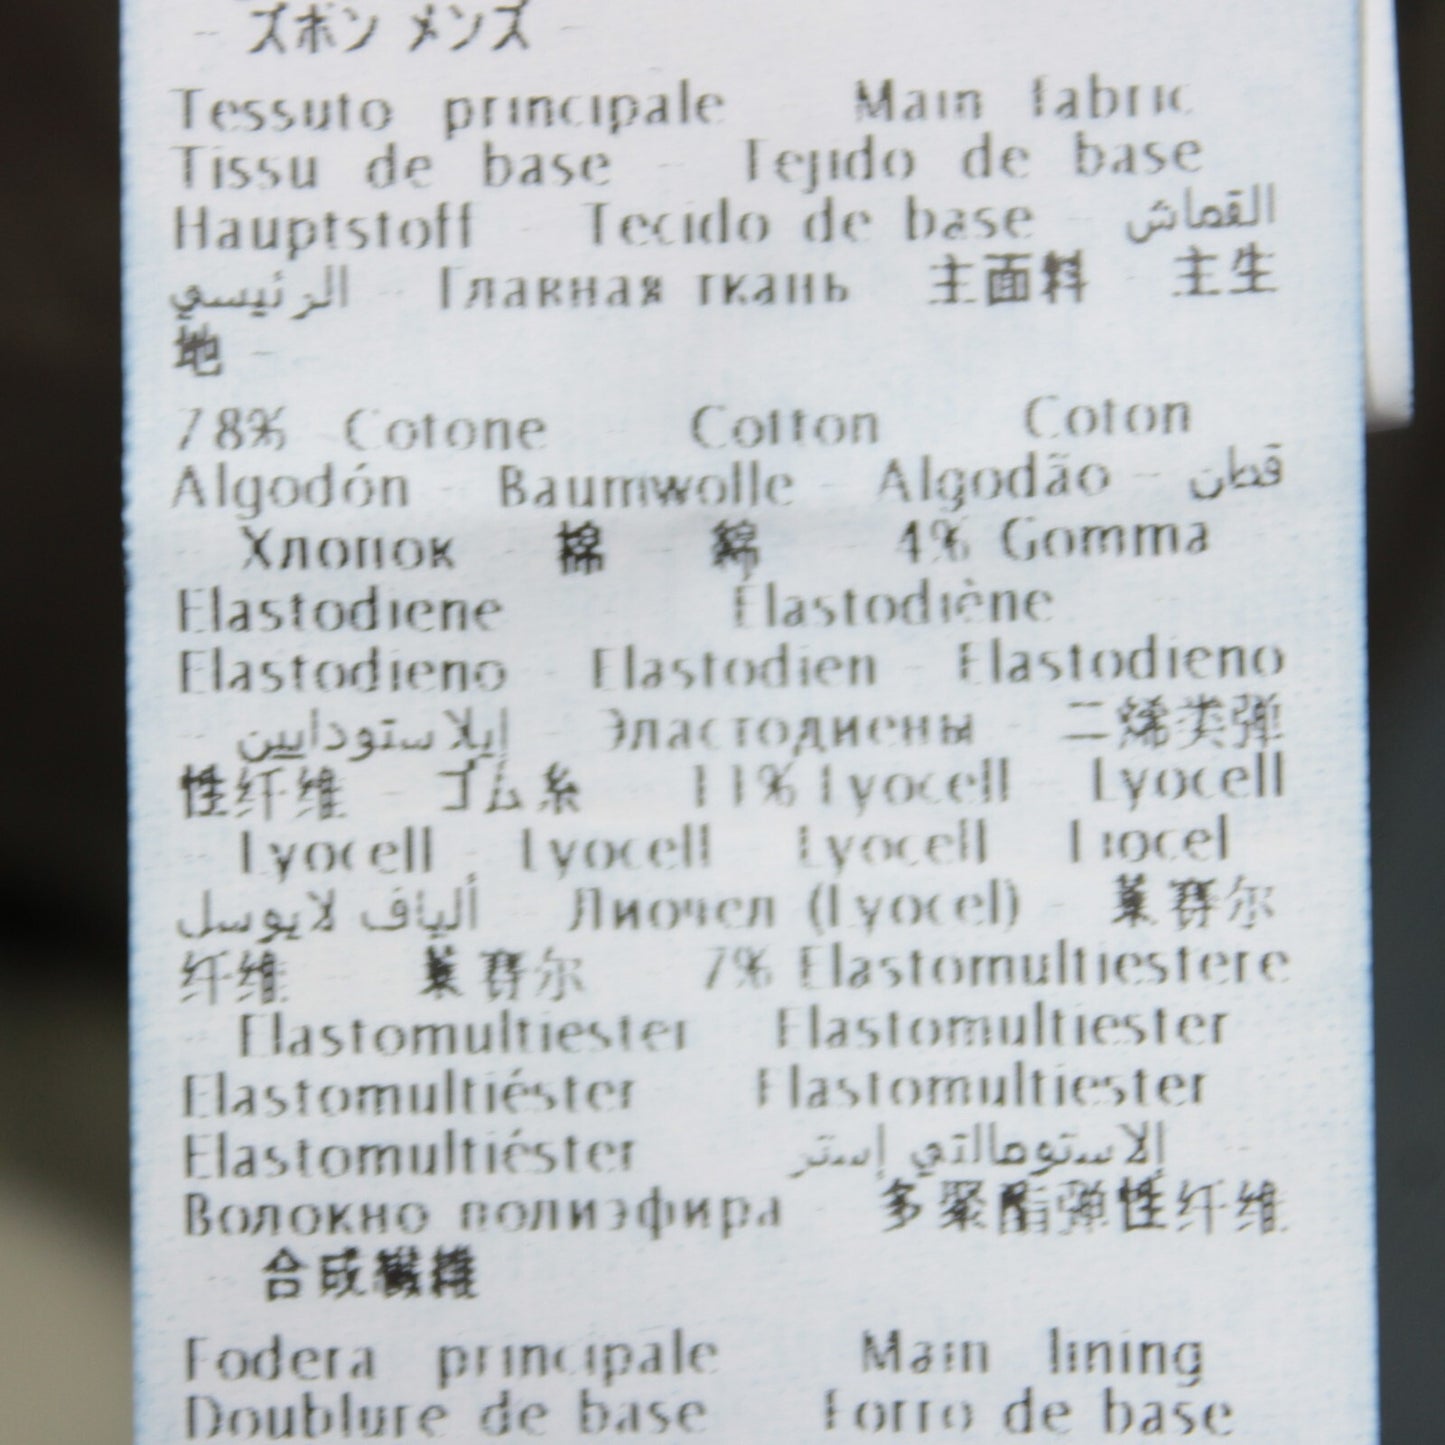 - ズボン メンズ -
Tessuto principale - Main fabric
Tissu de base - Tejido de base
Hauptstoff - Tecido de base - القماش
الرئيسي - Главная ткань - 主面料 - 主生
地 -
78% Cotone - Cotton - Coton
Algodón - Baumwolle - Algodão - قطن
- Хлопок - 棉 - 綿 - 4% Gomma
Elastodiene - Élastodiène
Elastodieno - Elastodien - Elastodieno
- إيلاستودايين - Эластодиены - 二烯类弹
性纤维 - ゴム糸 - 11% Lyocell - Lyocell
- Lyocell - Lyocell - Lyocell - Liocel
ألياف لايوسل - Лиочел (Lyocel) - 莱赛尔
纤维 - 莱赛尔 - 7% Elastomultiestere
- Elastomultiester - Elastomultiester
Elastomultiéster - Elastomultiester
Elastomultiéster - إلاستومالتي إستر -
Волокно полиэфира - 多聚酯弹性纤维
- 合成繊維
Fodera principale - Main lining
Doublure de base - Forro de base